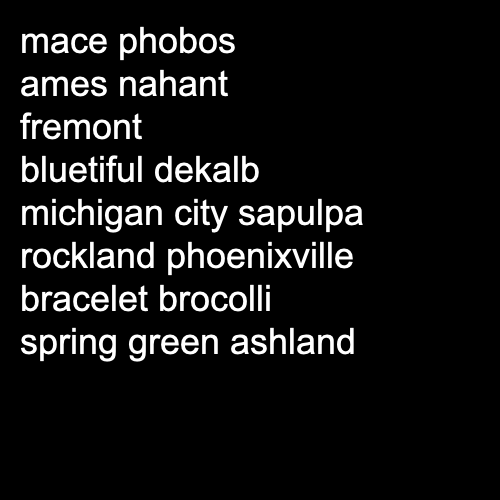 mace phobos
ames nahant
fremont
bluetiful dekalb
michigan city sapulpa
rockland phoenixville
bracelet brocolli
spring green ashland